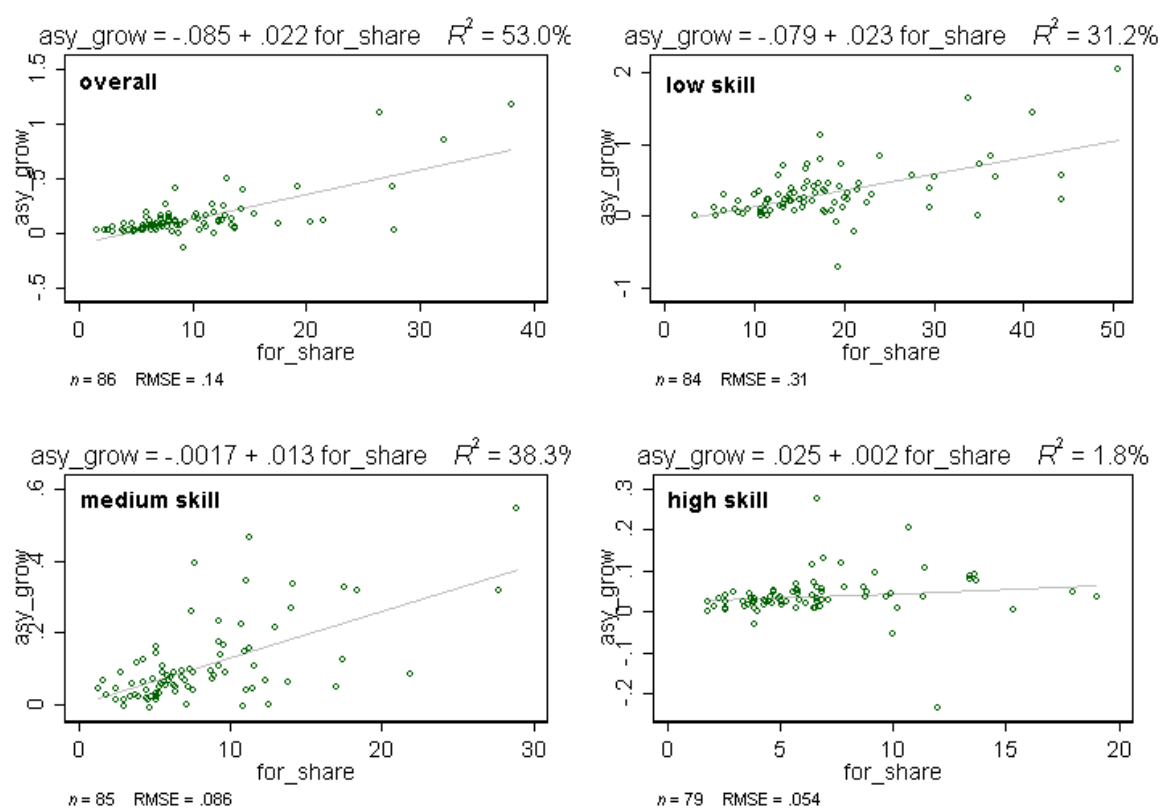 asy_grow = -.085 + .022 for_share R² = 53.0%
overall
asy_grow
1.5
1
.5
0
-.5
0 10 20 30 40
for_share
n = 86 RMSE = .14
asy_grow = -.079 + .023 for_share R² = 31.2%
low skill
asy_grow
2
1
0
-1
0 10 20 30 40 50
for_share
n = 84 RMSE = .31
asy_grow = -.0017 + .013 for_share R² = 38.3%
medium skill
asy_grow
.6
.4
.2
0
0 10 20 30
for_share
n = 85 RMSE = .086
asy_grow = .025 + .002 for_share R² = 1.8%
high skill
asy_grow
.3
.2
.1
0
-.1
-.2
0 5 10 15 20
for_share
n = 79 RMSE = .054